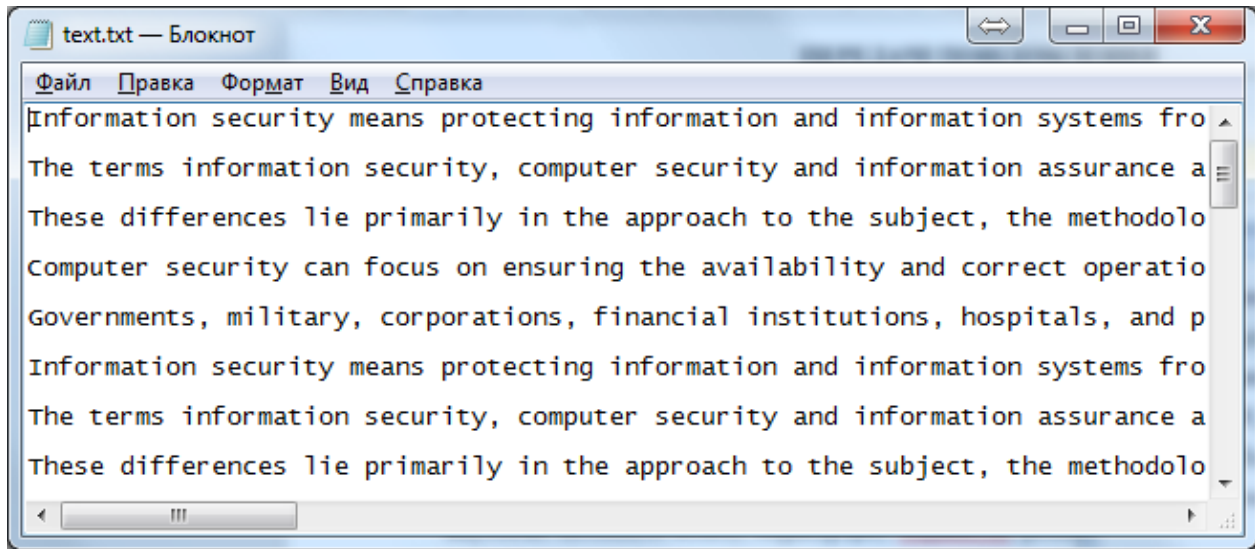 text.txt — Блокнот
Файл Правка Формат Вид Справка
Information security means protecting information and information systems fro
The terms information security, computer security and information assurance a
These differences lie primarily in the approach to the subject, the methodolo
Computer security can focus on ensuring the availability and correct operatio
Governments, military, corporations, financial institutions, hospitals, and p
Information security means protecting information and information systems fro
The terms information security, computer security and information assurance a
These differences lie primarily in the approach to the subject, the methodolo